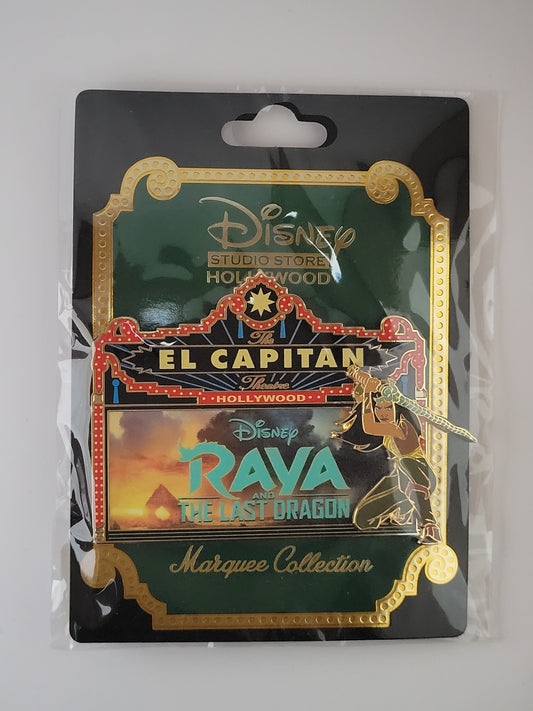 Disney
STUDIO STORE
HOLLYWOOD
The
EL CAPITAN
Theatre
HOLLYWOOD
Disney
RAYA
AND
THE LAST DRAGON
Marquee Collection